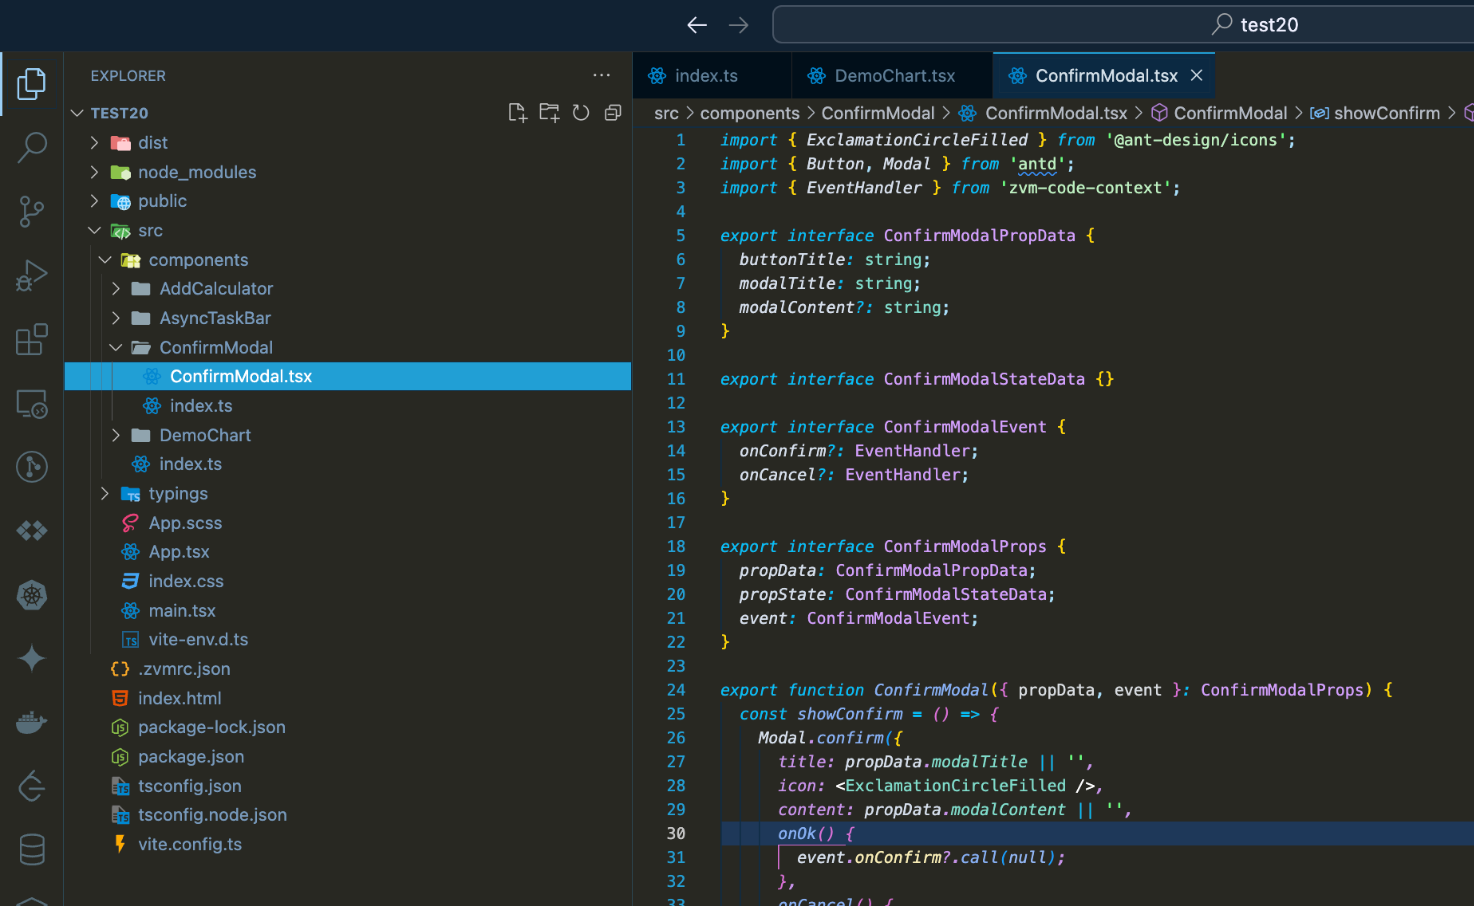 test20
EXPLORER
TEST20
dist
node_modules
public
src
components
AddCalculator
AsyncTaskBar
ConfirmModal
ConfirmModal.tsx
index.ts
DemoChart
index.ts
typings
App.scss
App.tsx
index.css
main.tsx
vite-env.d.ts
.zvmrc.json
index.html
package-lock.json
package.json
tsconfig.json
tsconfig.node.json
vite.config.ts
index.ts DemoChart.tsx ConfirmModal.tsx
src > components > ConfirmModal > ConfirmModal.tsx > ConfirmModal > showConfirm >
1 import { ExclamationCircleFilled } from '@ant-design/icons';
2 import { Button, Modal } from 'antd';
3 import { EventHandler } from 'zvm-code-context';
4
5 export interface ConfirmModalPropData {
6 buttonTitle: string;
7 modalTitle: string;
8 modalContent?: string;
9 }
10
11 export interface ConfirmModalStateData {}
12
13 export interface ConfirmModalEvent {
14 onConfirm?: EventHandler;
15 onCancel?: EventHandler;
16 }
17
18 export interface ConfirmModalProps {
19 propData: ConfirmModalPropData;
20 propState: ConfirmModalStateData;
21 event: ConfirmModalEvent;
22 }
23
24 export function ConfirmModal({ propData, event }: ConfirmModalProps) {
25 const showConfirm = () => {
26 Modal.confirm({
27 title: propData.modalTitle || '',
28 icon: <ExclamationCircleFilled />,
29 content: propData.modalContent || '',
30 onOk() {
31 event.onConfirm?.call(null);
32 },
33 onCancel() {